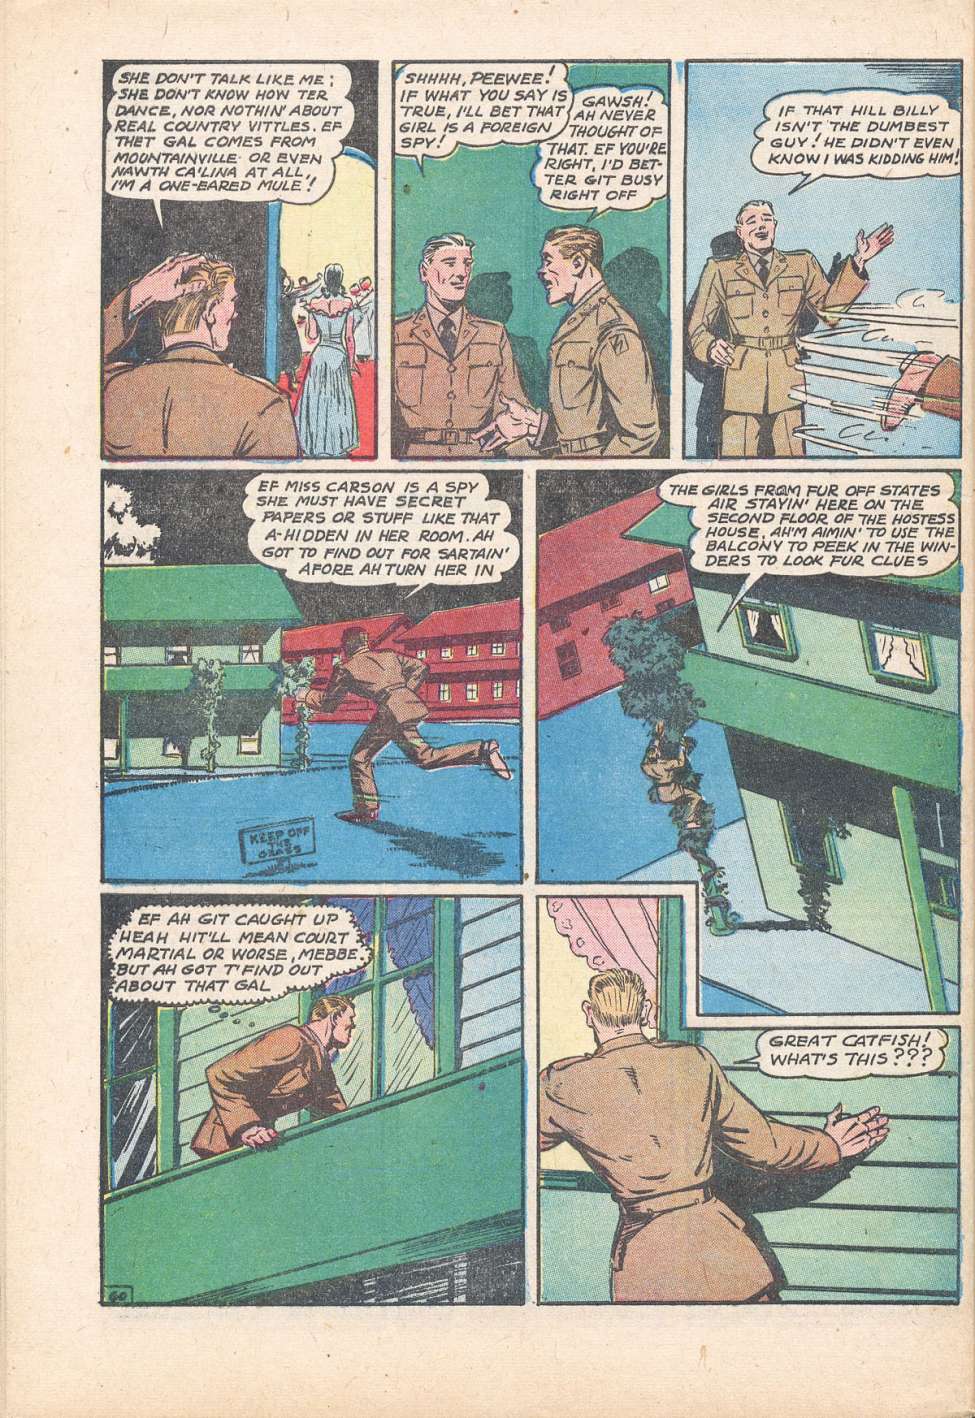 SHE DON'T TALK LIKE ME;
SHE DON'T KNOW HOW TER
DANCE, NOR NOTHIN' ABOUT
REAL COUNTRY VITTLES. EF
THET GAL COMES FROM
MOUNTAINVILLE OR EVEN
NAWTH CA'LINA AT ALL,
I'M A ONE-EARED MULE!
SHHHH, PEEWEE!
IF WHAT YOU SAY IS
TRUE, I'LL BET THAT
GIRL IS A FOREIGN
SPY!
GAWSH!
AH NEVER
THOUGHT OF
THAT. EF YOU'RE
RIGHT, I'D BET-
TER GIT BUSY
RIGHT OFF
IF THAT HILL BILLY
ISN'T THE DUMBEST
GUY! HE DIDN'T EVEN
KNOW I WAS KIDDING HIM!
EF MISS CARSON IS A SPY
SHE MUST HAVE SECRET
PAPERS OR STUFF LIKE THAT
A-HIDDEN IN HER ROOM. AH
GOT TO FIND OUT FOR SARTAIN'
AFORE AH TURN HER IN
KEEP OFF
THE
GRASS
THE GIRLS FROM FUR OFF STATES
AIR STAYIN' HERE ON THE
SECOND FLOOR OF THE HOSTESS
HOUSE. AH'M AIMIN' TO USE THE
BALCONY TO PEEK IN THE WIN-
DERS TO LOOK FUR CLUES
EF AH GIT CAUGHT UP
HEAH HIT'LL MEAN COURT
MARTIAL OR WORSE, MEBBE.
BUT AH GOT T'FIND OUT
ABOUT THAT GAL
GREAT CATFISH!
WHAT'S THIS???
60